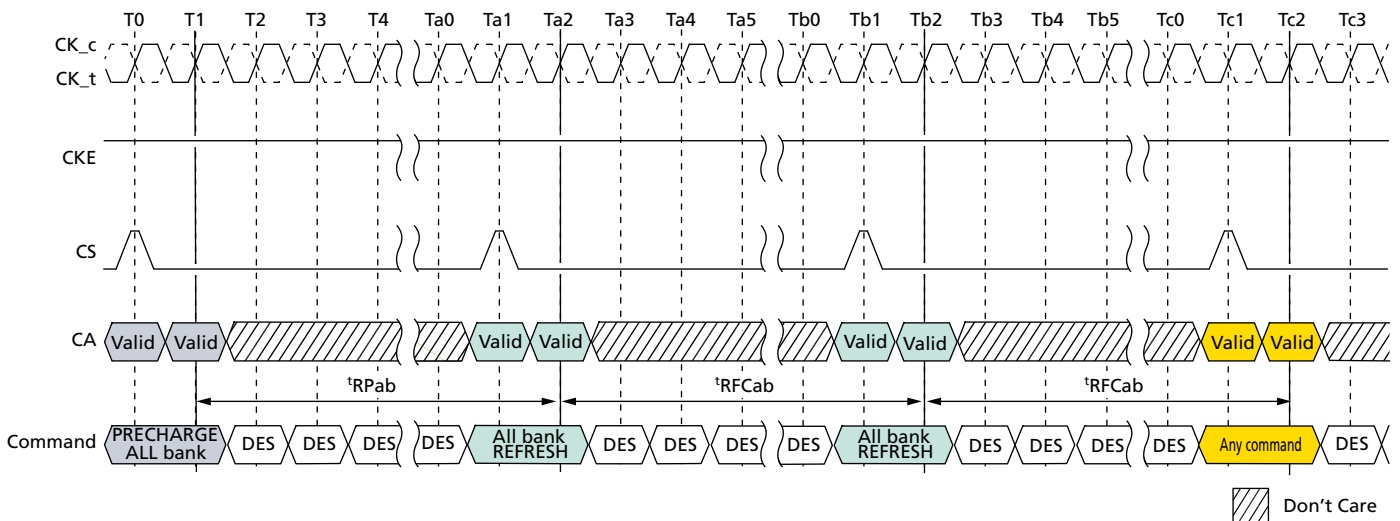 T0 T1 T2 T3 T4 Ta0 Ta1 Ta2 Ta3 Ta4 Ta5 Tb0 Tb1 Tb2 Tb3 Tb4 Tb5 Tc0 Tc1 Tc2 Tc3
CK_c
CK_t
CKE
CS
CA Valid Valid Valid Valid Valid Valid Valid Valid
tRPab tRFCab tRFCab
Command PRECHARGE ALL bank DES DES DES DES All bank REFRESH DES DES DES DES All bank REFRESH DES DES DES DES Any command DES
Don't Care